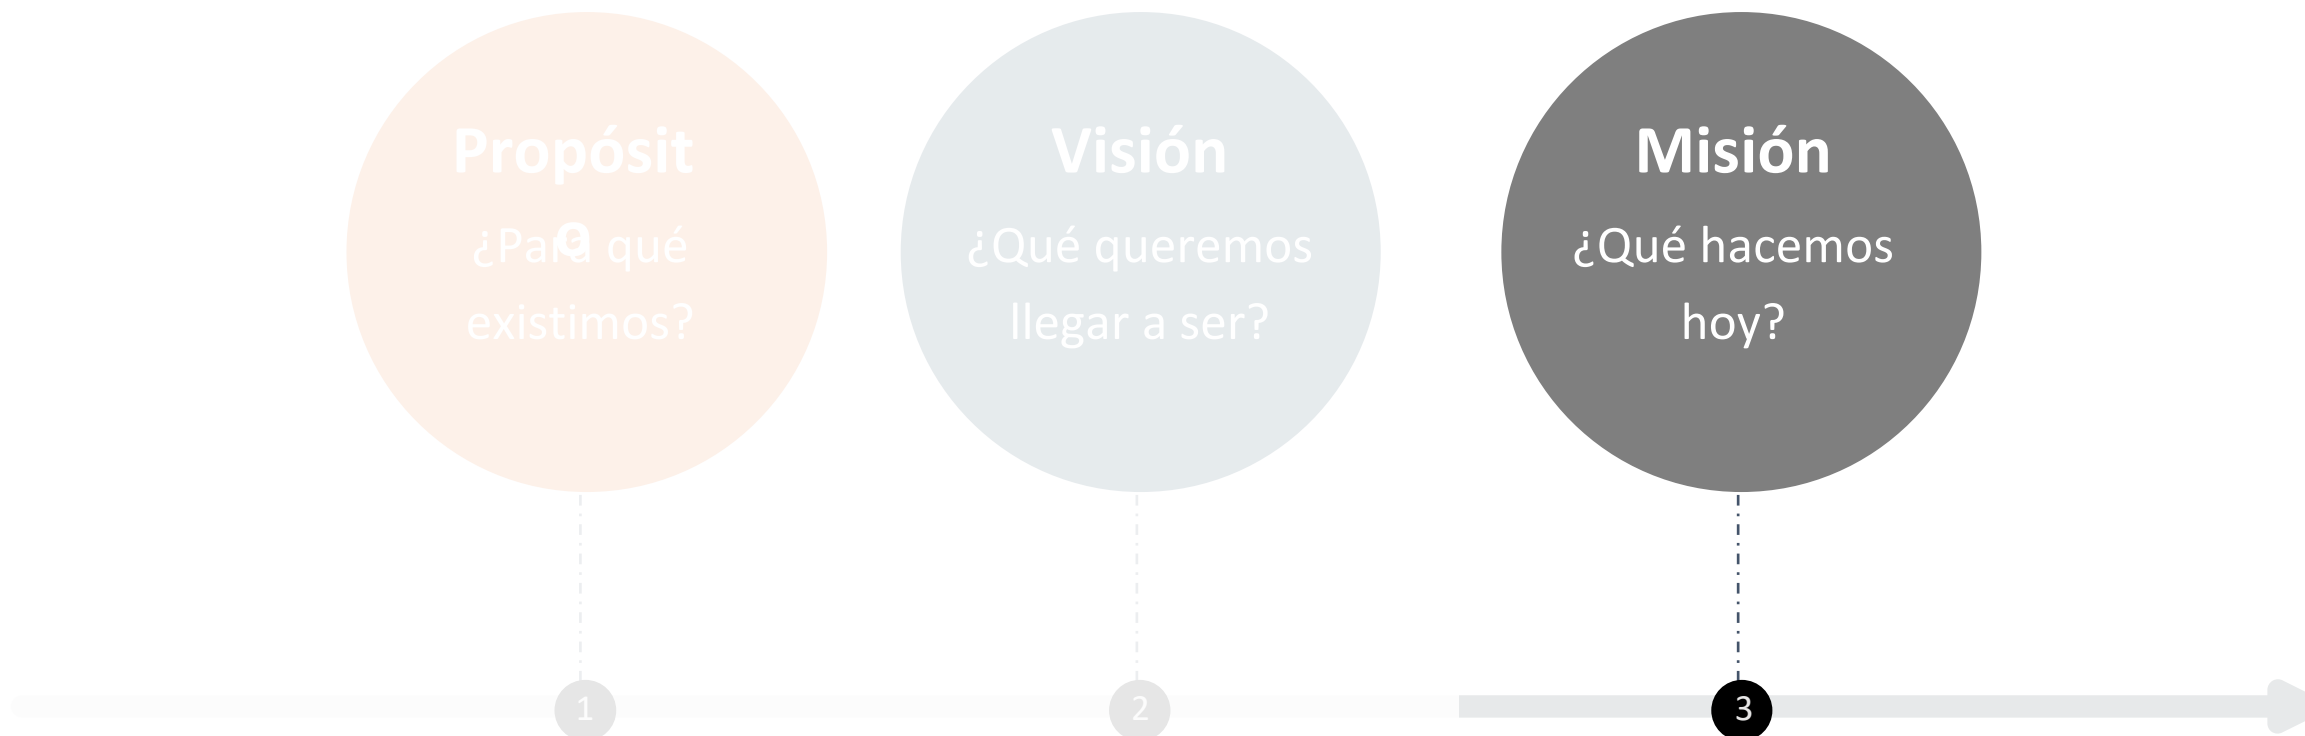 Propósit
o
¿Para qué
existimos?
Visión
¿Qué queremos
llegar a ser?
Misión
¿Qué hacemos
hoy?
1
2
3